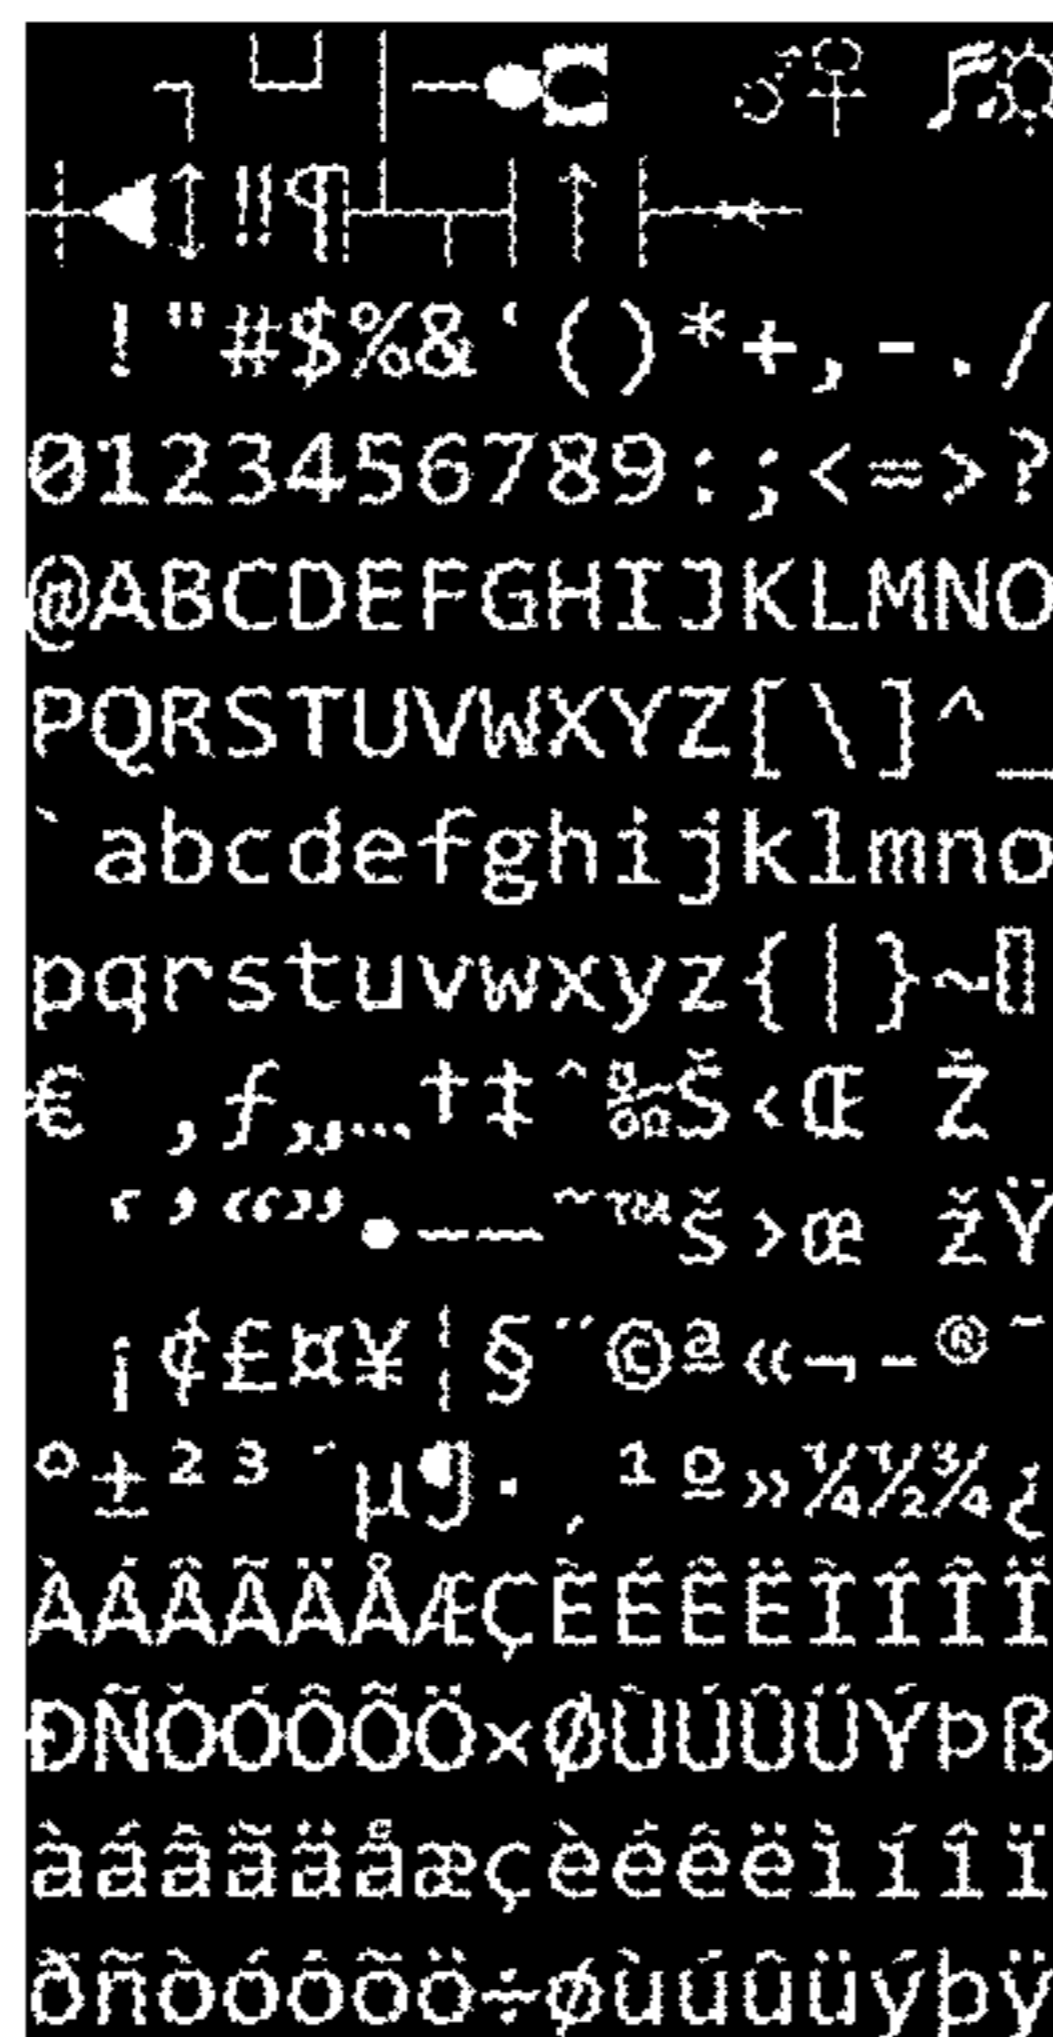 ┐ └┘ │ ─ • ◘ ♂ ♀ ♫ ☼
┼ ◄ ↕ ‼ ¶ ┴ ┬ ┤ ↑ ├ →←
! " # $ % & ' ( ) * + , - . /
0123456789:;<=>?
@ABCDEFGHIJKLMNO
PQRSTUVWXYZ[\]^_
`abcdefghijklmno
pqrstuvwxyz{|}~▯
€ ‚ƒ„…†‡ˆ‰Š‹Œ Ž
‘’“”•–—˜™š›œ žŸ
¡¢£¤¥¦§¨©ª«¬-®¯
°±²³´µ¶·¸¹º»¼½¾¿
ÀÁÂÃÄÅÆÇÈÉÊËÌÍÎÏ
ÐÑÒÓÔÕÖ×ØÙÚÛÜÝÞß
àáâãäåæçèéêëìíîï
ðñòóôõö÷øùúûüýþÿ